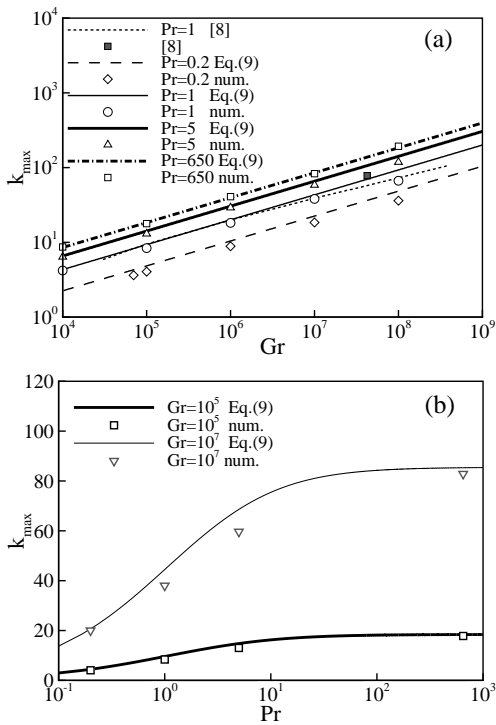 10^4
10^3
10^2
10^1
10^0
k_max
Pr=1 [8]
[8]
Pr=0.2 Eq.(9)
Pr=0.2 num.
Pr=1 Eq.(9)
Pr=1 num.
Pr=5 Eq.(9)
Pr=5 num.
Pr=650 Eq.(9)
Pr=650 num.
(a)
10^4 10^5 10^6 10^7 10^8 10^9
Gr
120
100
80
60
40
20
0
k_max
Gr=10^5 Eq.(9)
Gr=10^5 num.
Gr=10^7 Eq.(9)
Gr=10^7 num.
(b)
10^-1 10^0 10^1 10^2 10^3
Pr